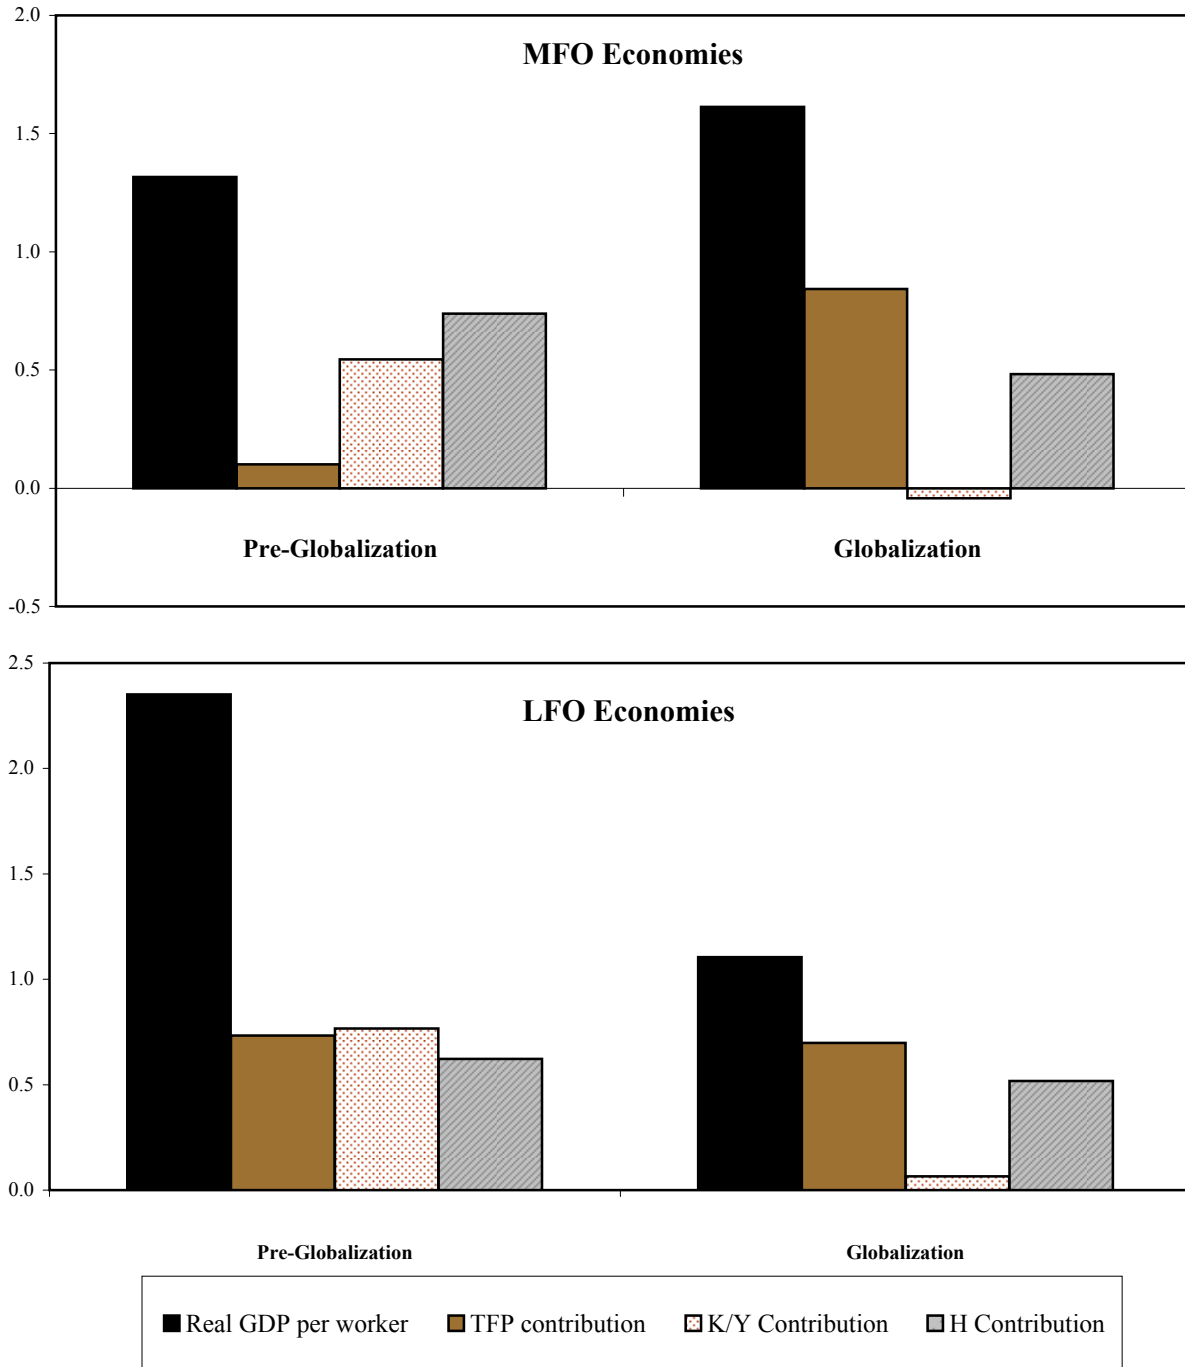 2.0
MFO Economies
1.5
1.0
0.5
0.0
Pre-Globalization Globalization
-0.5
2.5
LFO Economies
2.0
1.5
1.0
0.5
0.0
Pre-Globalization Globalization
Real GDP per worker TFP contribution K/Y Contribution H Contribution